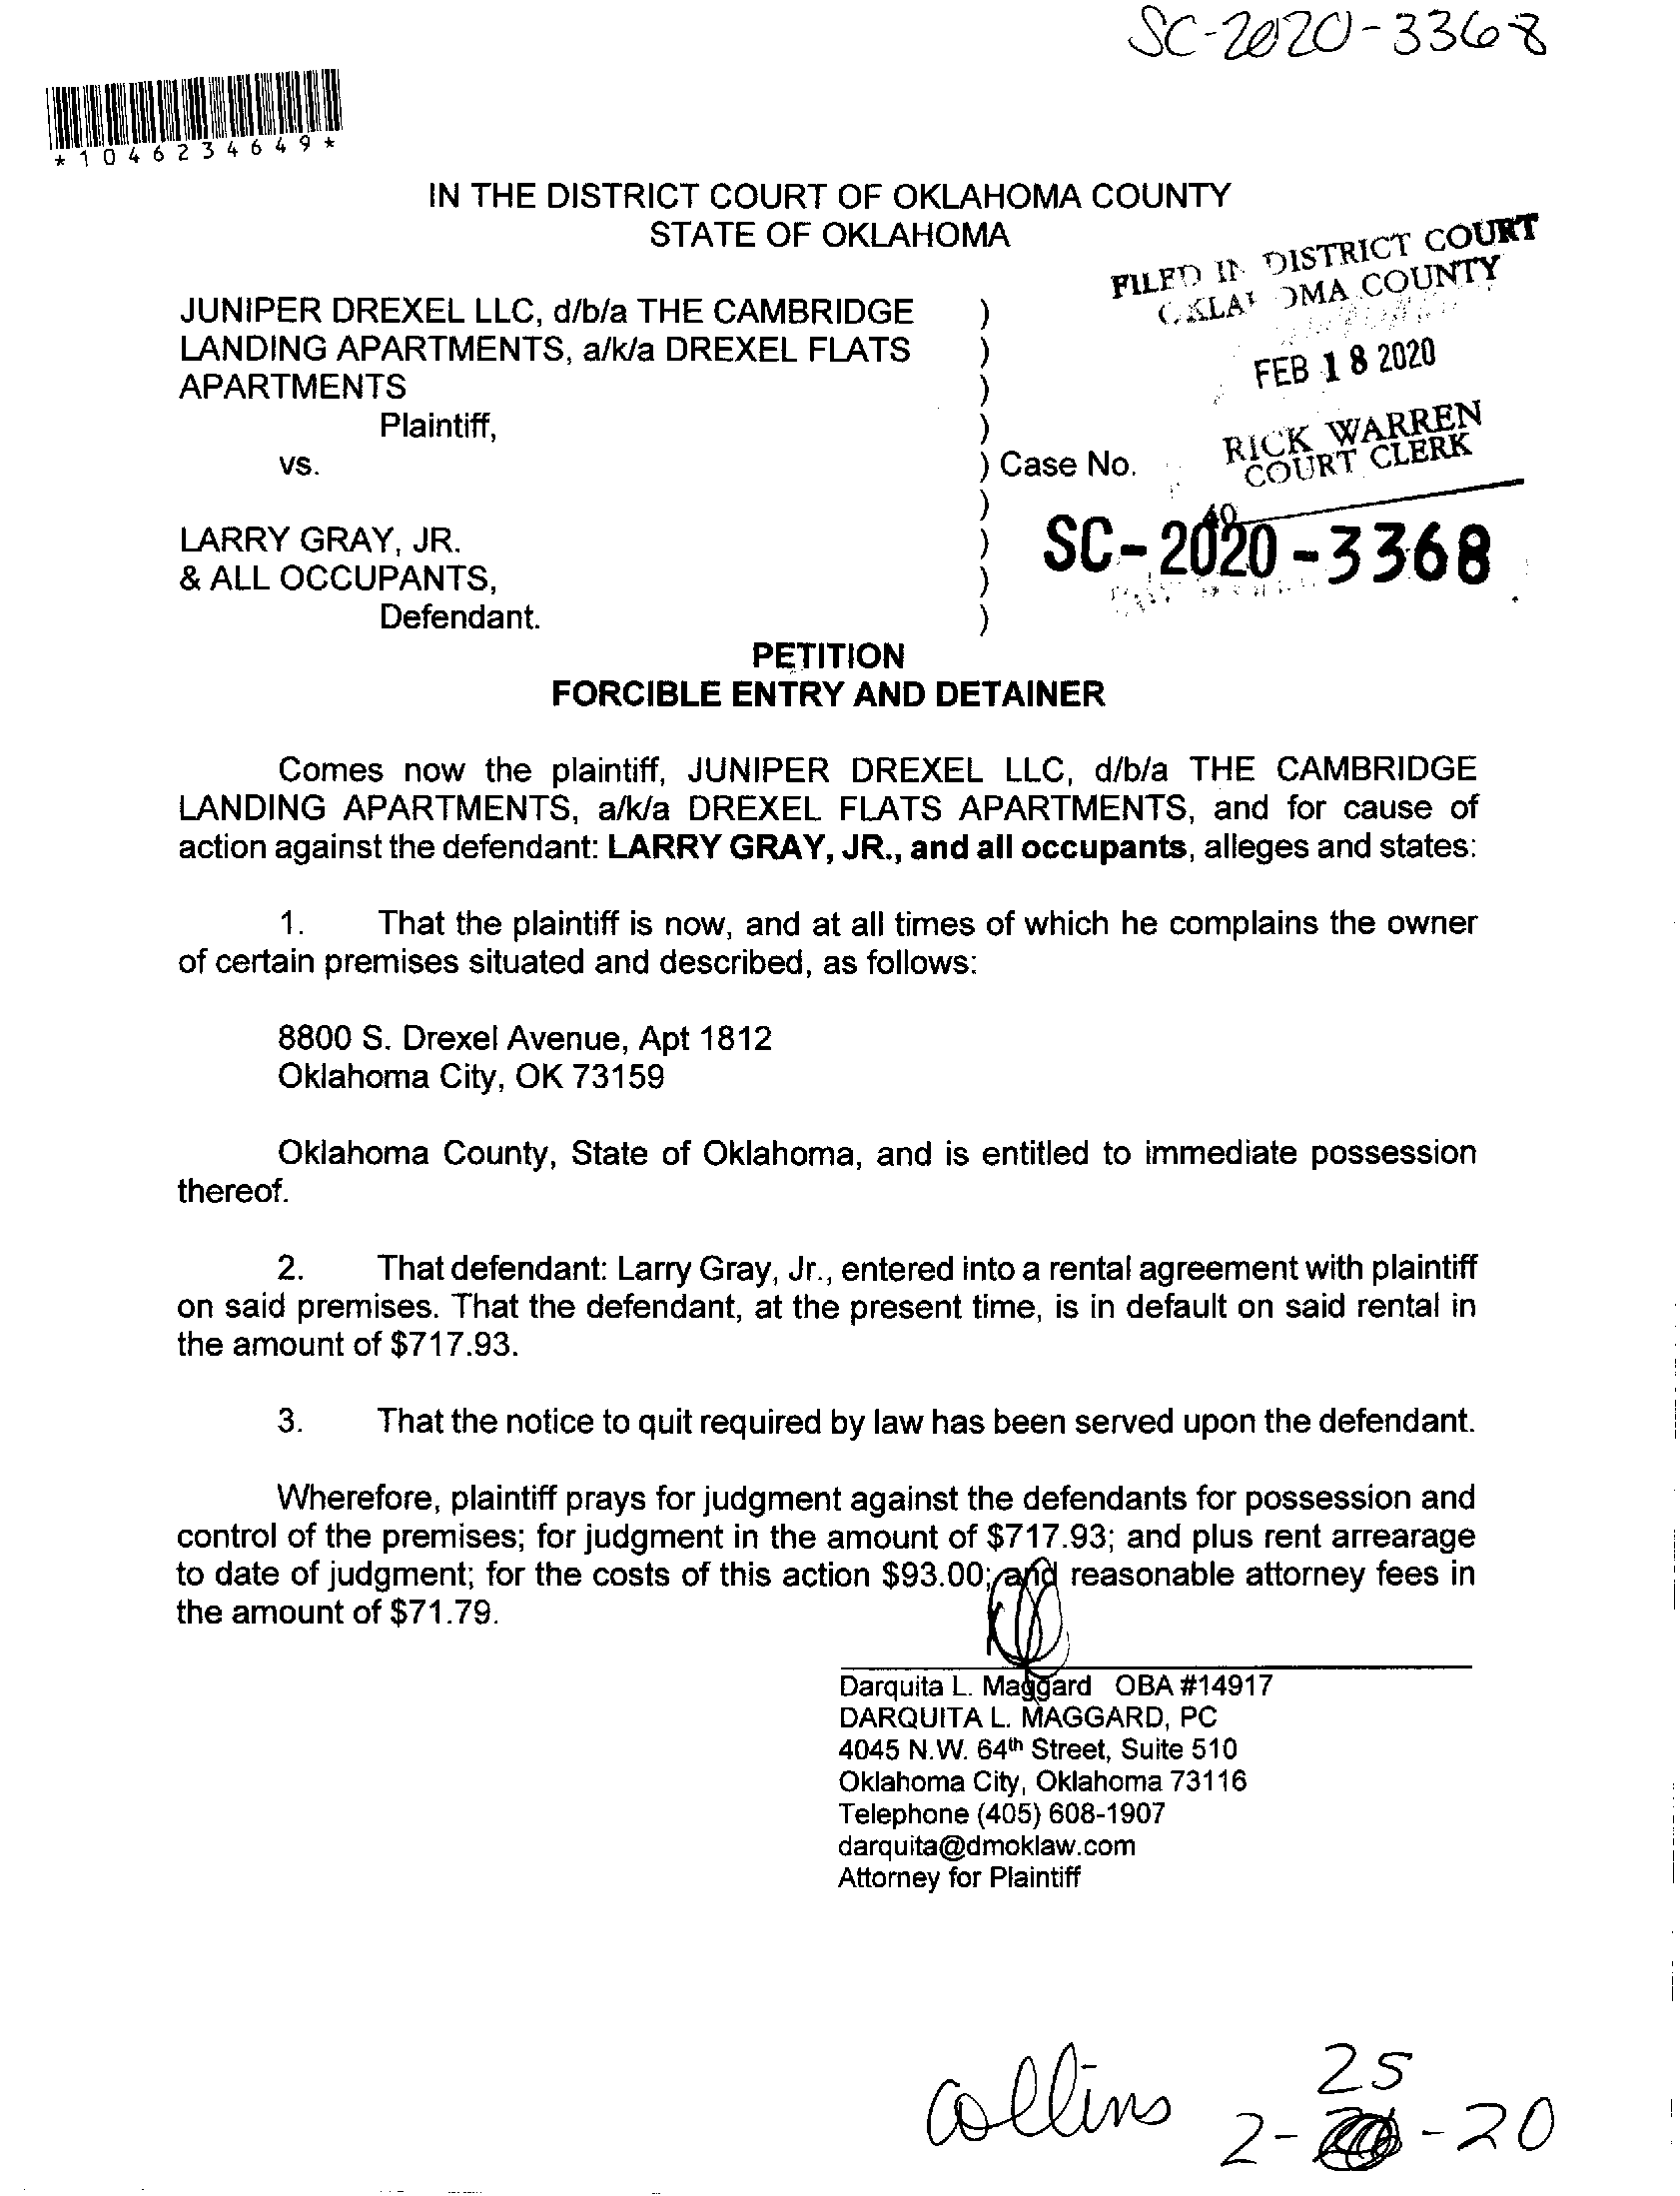 SC-2020-3368
*1046234649*
IN THE DISTRICT COURT OF OKLAHOMA COUNTY
STATE OF OKLAHOMA
FILED IN DISTRICT COURT
OKLAHOMA COUNTY
FEB 18 2020
RICK WARREN
COURT CLERK
40
JUNIPER DREXEL LLC, d/b/a THE CAMBRIDGE )
LANDING APARTMENTS, a/k/a DREXEL FLATS )
APARTMENTS )
Plaintiff, )
vs. ) Case No.
)
LARRY GRAY, JR. ) SC-2020-3368
& ALL OCCUPANTS, )
Defendant. )
PETITION
FORCIBLE ENTRY AND DETAINER
Comes now the plaintiff, JUNIPER DREXEL LLC, d/b/a THE CAMBRIDGE
LANDING APARTMENTS, a/k/a DREXEL FLATS APARTMENTS, and for cause of
action against the defendant: LARRY GRAY, JR., and all occupants, alleges and states:
1. That the plaintiff is now, and at all times of which he complains the owner
of certain premises situated and described, as follows:
8800 S. Drexel Avenue, Apt 1812
Oklahoma City, OK 73159
Oklahoma County, State of Oklahoma, and is entitled to immediate possession
thereof.
2. That defendant: Larry Gray, Jr., entered into a rental agreement with plaintiff
on said premises. That the defendant, at the present time, is in default on said rental in
the amount of $717.93.
3. That the notice to quit required by law has been served upon the defendant.
Wherefore, plaintiff prays for judgment against the defendants for possession and
control of the premises; for judgment in the amount of $717.93; and plus rent arrearage
to date of judgment; for the costs of this action $93.00; and reasonable attorney fees in
the amount of $71.79.
Darquita L. Maggard OBA #14917
DARQUITA L. MAGGARD, PC
4045 N.W. 64th Street, Suite 510
Oklahoma City, Oklahoma 73116
Telephone (405) 608-1907
darquita@dmoklaw.com
Attorney for Plaintiff
25
collins 2- -20